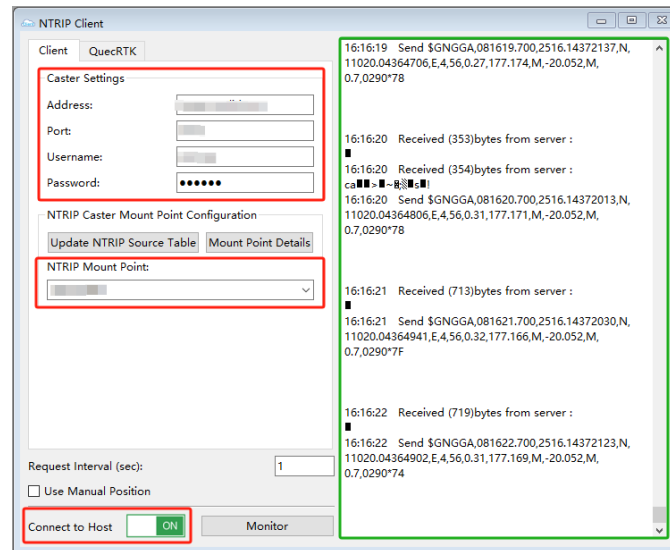 NTRIP Client
Client QuecRTK
Caster Settings
Address:
Port:
Username:
Password: ●●●●●●
NTRIP Caster Mount Point Configuration
Update NTRIP Source Table Mount Point Details
NTRIP Mount Point:
Request Interval (sec): 1
Use Manual Position
Connect to Host ON Monitor
16:16:19 Send $GNGGA,081619.700,2516.14372137,N,
11020.04364706,E,4,56,0.27,177.174,M,-20.052,M,
0.7,0290*78
16:16:20 Received (353)bytes from server :
16:16:20 Received (354)bytes from server :
16:16:20 Send $GNGGA,081620.700,2516.14372013,N,
11020.04364806,E,4,56,0.31,177.171,M,-20.052,M,
0.7,0290*78
16:16:21 Received (713)bytes from server :
16:16:21 Send $GNGGA,081621.700,2516.14372030,N,
11020.04364941,E,4,56,0.32,177.166,M,-20.052,M,
0.7,0290*7F
16:16:22 Received (719)bytes from server :
16:16:22 Send $GNGGA,081622.700,2516.14372123,N,
11020.04364902,E,4,56,0.31,177.169,M,-20.052,M,
0.7,0290*74